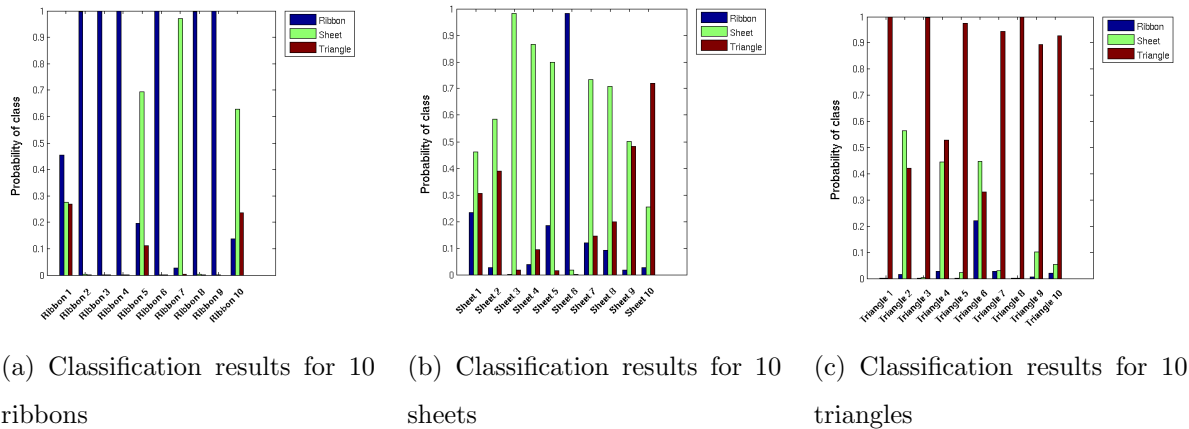 Probability of class
1
0.9
0.8
0.7
0.6
0.5
0.4
0.3
0.2
0.1
0
Ribbon 1
Ribbon 2
Ribbon 3
Ribbon 4
Ribbon 5
Ribbon 6
Ribbon 7
Ribbon 8
Ribbon 9
Ribbon 10
Ribbon
Sheet
Triangle
Probability of class
1
0.9
0.8
0.7
0.6
0.5
0.4
0.3
0.2
0.1
0
Sheet 1
Sheet 2
Sheet 3
Sheet 4
Sheet 5
Sheet 6
Sheet 7
Sheet 8
Sheet 9
Sheet 10
Ribbon
Sheet
Triangle
Probability of class
1
0.9
0.8
0.7
0.6
0.5
0.4
0.3
0.2
0.1
0
Triangle 1
Triangle 2
Triangle 3
Triangle 4
Triangle 5
Triangle 6
Triangle 7
Triangle 8
Triangle 9
Triangle 10
Ribbon
Sheet
Triangle
(a) Classification results for 10
ribbons
(b) Classification results for 10
sheets
(c) Classification results for 10
triangles